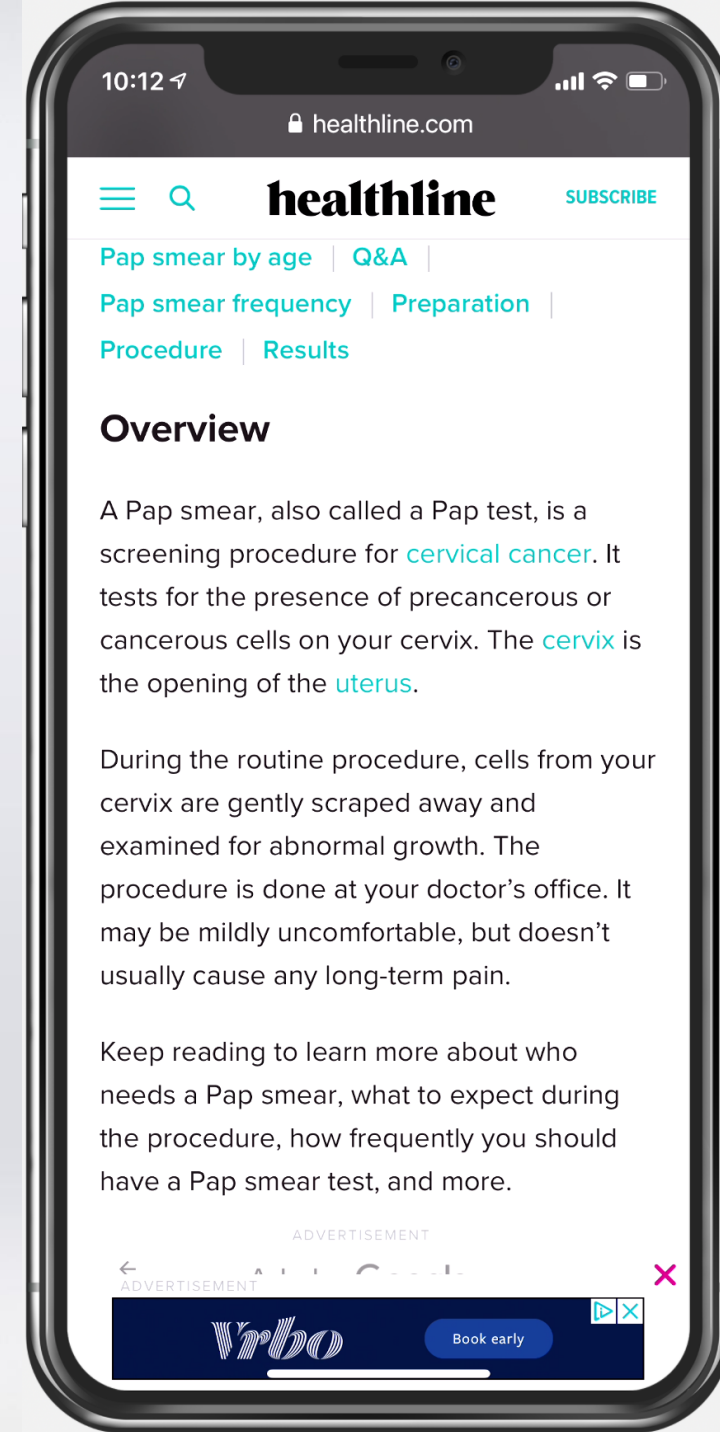 10:12
healthline.com
healthline
SUBSCRIBE
Pap smear by age | Q&A |
Pap smear frequency | Preparation |
Procedure | Results
Overview
A Pap smear, also called a Pap test, is a
screening procedure for cervical cancer. It
tests for the presence of precancerous or
cancerous cells on your cervix. The cervix is
the opening of the uterus.
During the routine procedure, cells from your
cervix are gently scraped away and
examined for abnormal growth. The
procedure is done at your doctor’s office. It
may be mildly uncomfortable, but doesn’t
usually cause any long-term pain.
Keep reading to learn more about who
needs a Pap smear, what to expect during
the procedure, how frequently you should
have a Pap smear test, and more.
ADVERTISEMENT
ADVERTISEMENT
Vrbo
Book early